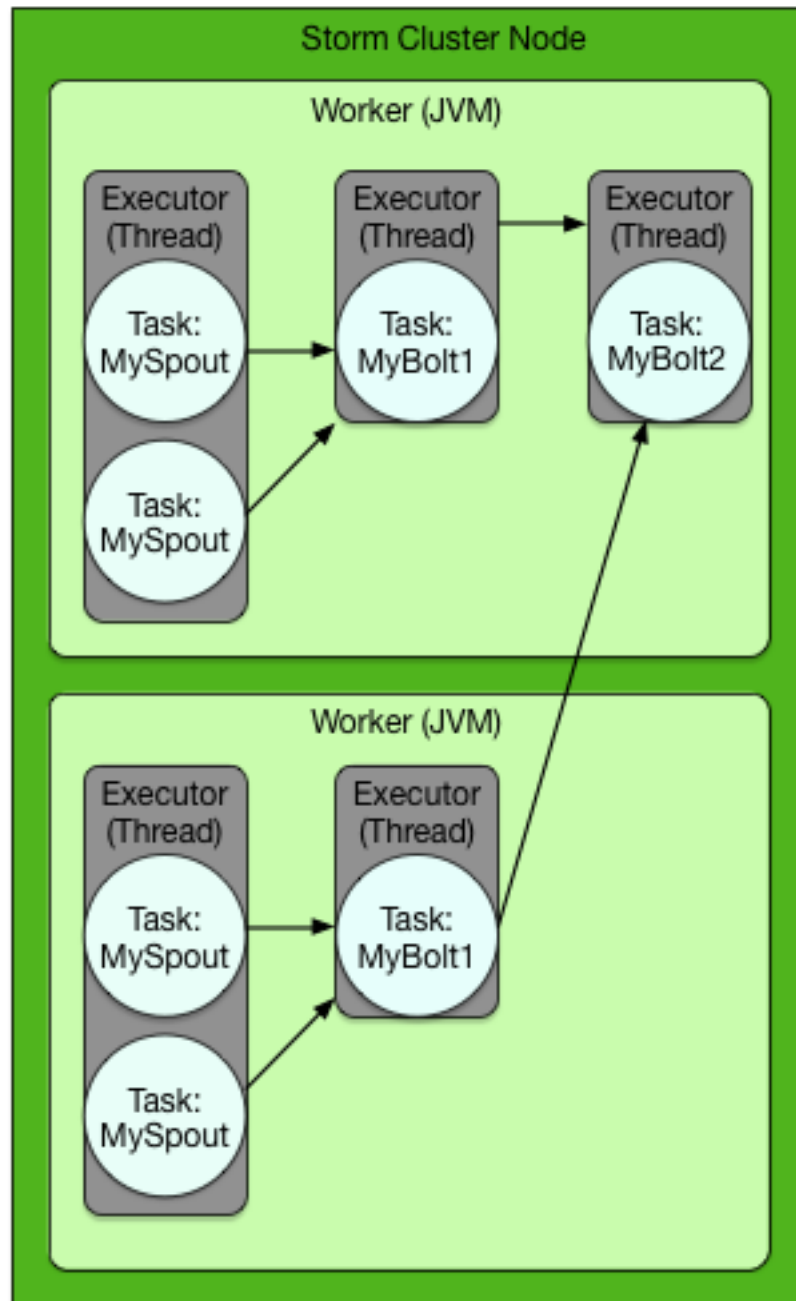 Storm Cluster Node
Worker (JVM)
Executor
(Thread)
Task:
MySpout
Task:
MySpout
Executor
(Thread)
Task:
MyBolt1
Executor
(Thread)
Task:
MyBolt2
Worker (JVM)
Executor
(Thread)
Task:
MySpout
Task:
MySpout
Executor
(Thread)
Task:
MyBolt1